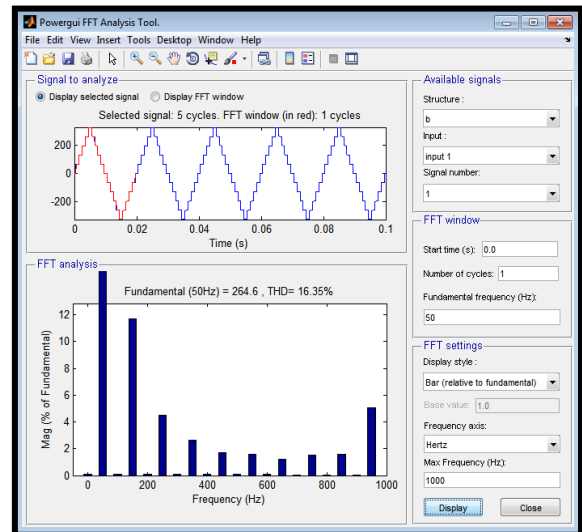 Powergui FFT Analysis Tool.
File Edit View Insert Tools Desktop Window Help
Signal to analyze
Display selected signal Display FFT window
Selected signal: 5 cycles. FFT window (in red): 1 cycles
200
0
-200
0 0.02 0.04 0.06 0.08 0.1
Time (s)
FFT analysis
Fundamental (50Hz) = 264.6 , THD= 16.35%
Mag (% of Fundamental)
12
10
8
6
4
2
0
0 200 400 600 800 1000
Frequency (Hz)
Available signals
Structure :
b
Input :
input 1
Signal number:
1
FFT window
Start time (s): 0.0
Number of cycles: 1
Fundamental frequency (Hz):
50
FFT settings
Display style :
Bar (relative to fundamental)
Base value: 1.0
Frequency axis:
Hertz
Max Frequency (Hz):
1000
Display Close